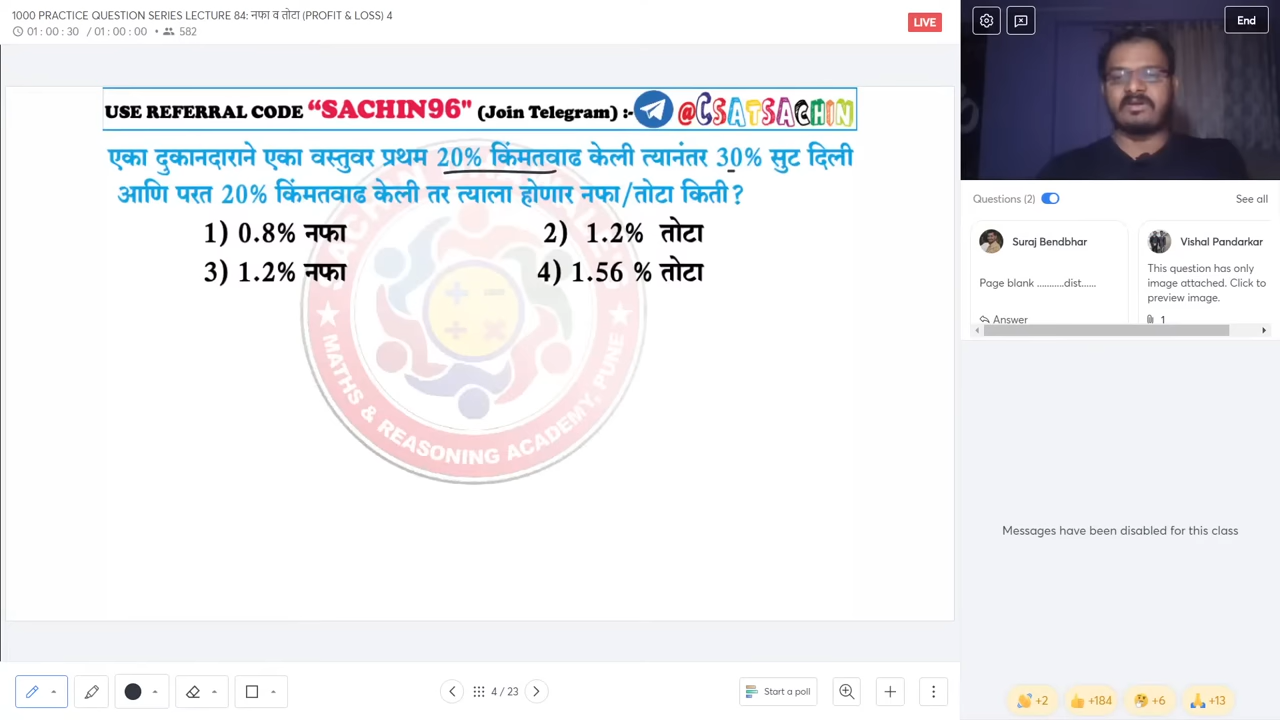 1000 PRACTICE QUESTION SERIES LECTURE 84: नफा व तोटा (PROFIT & LOSS) 4
01 : 00 : 30 / 01 : 00 : 00 • 582
LIVE
End
USE REFERRAL CODE “SACHIN96" (Join Telegram) :- @CSATSACHIN
एका दुकानदाराने एका वस्तुवर प्रथम 20% किंमतवाढ केली त्यानंतर 30% सुट दिली
आणि परत 20% किंमतवाढ केली तर त्याला होणार नफा/तोटा किती?
1) 0.8% नफा 2) 1.2% तोटा
3) 1.2% नफा 4) 1.56 % तोटा
MATHS & REASONING ACADEMY, PUNE
Questions (2) See all
Suraj Bendbhar
Page blank ...........dist......
Answer
Vishal Pandarkar
This question has only
image attached. Click to
preview image.
1
Messages have been disabled for this class
4 / 23
Start a poll
+2 +184 +6 +13